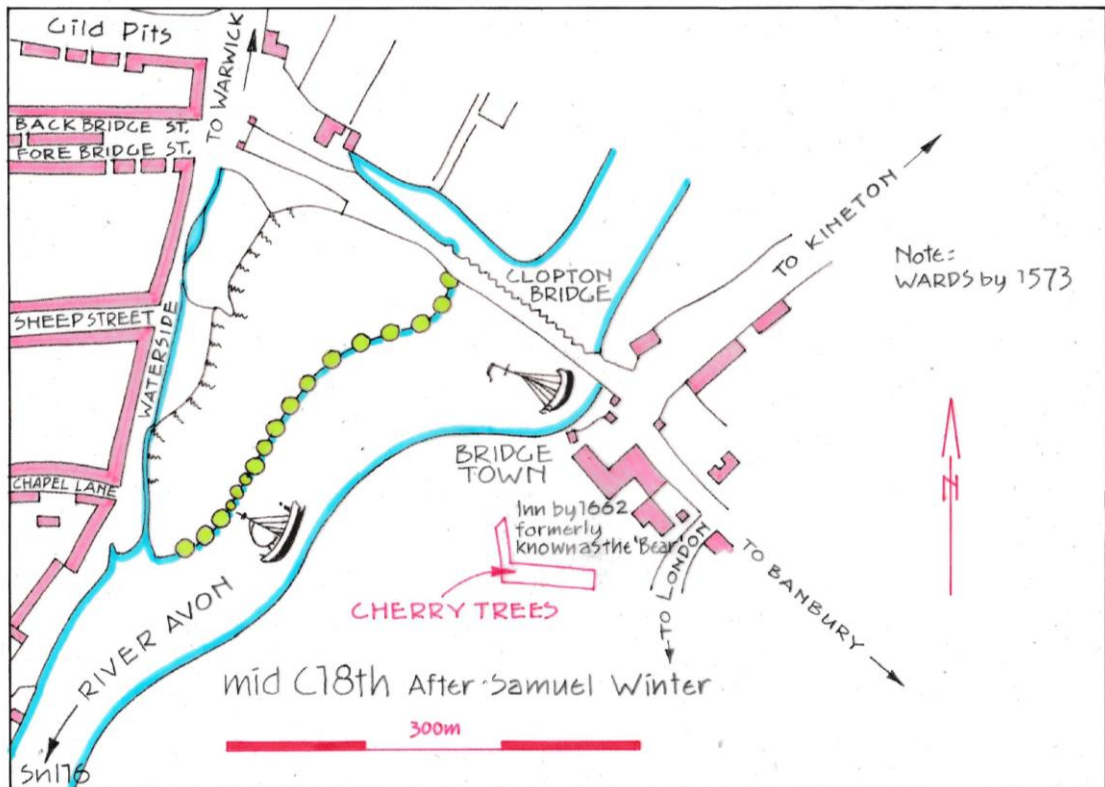 Gild Pits
TO WARWICK
BACK BRIDGE ST.
FORE BRIDGE ST.
SHEEP STREET
WATERSIDE
CHAPEL LANE
CLOPTON
BRIDGE
TO KINETON
Note:
WARDS by 1573
BRIDGE
TOWN
Inn by 1662
formerly
known as the 'Bear'
CHERRY TREES
TO LONDON
TO BANBURY
N
RIVER AVON
mid C18th After Samuel Winter
300m
Sn176